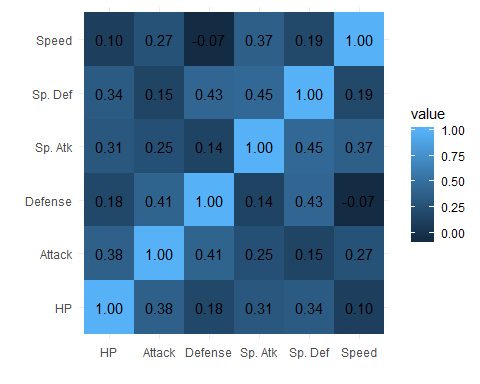 Speed 0.10 0.27 -0.07 0.37 0.19 1.00
Sp. Def 0.34 0.15 0.43 0.45 1.00 0.19
Sp. Atk 0.31 0.25 0.14 1.00 0.45 0.37
Defense 0.18 0.41 1.00 0.14 0.43 -0.07
Attack 0.38 1.00 0.41 0.25 0.15 0.27
HP 1.00 0.38 0.18 0.31 0.34 0.10
HP Attack Defense Sp. Atk Sp. Def Speed
value
1.00
0.75
0.50
0.25
0.00